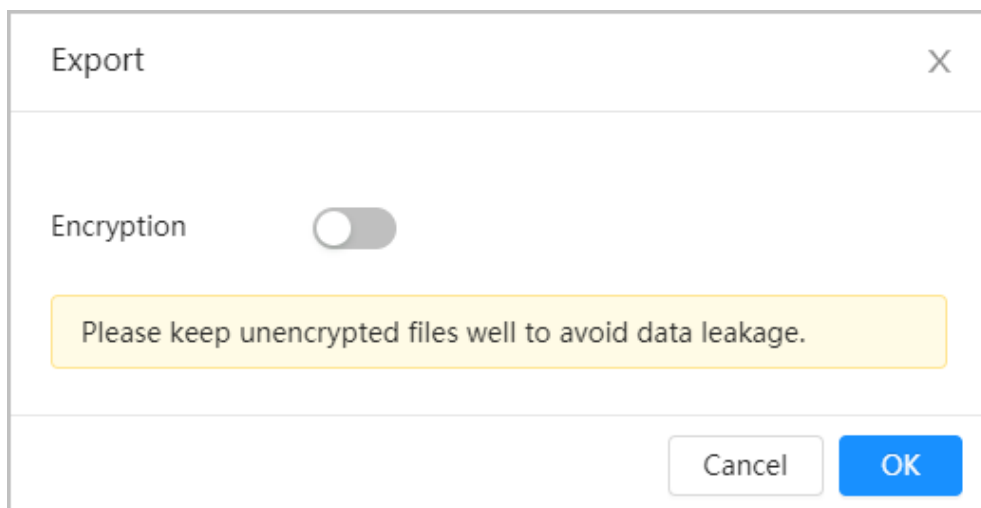 Export
X
Encryption
Please keep unencrypted files well to avoid data leakage.
Cancel OK